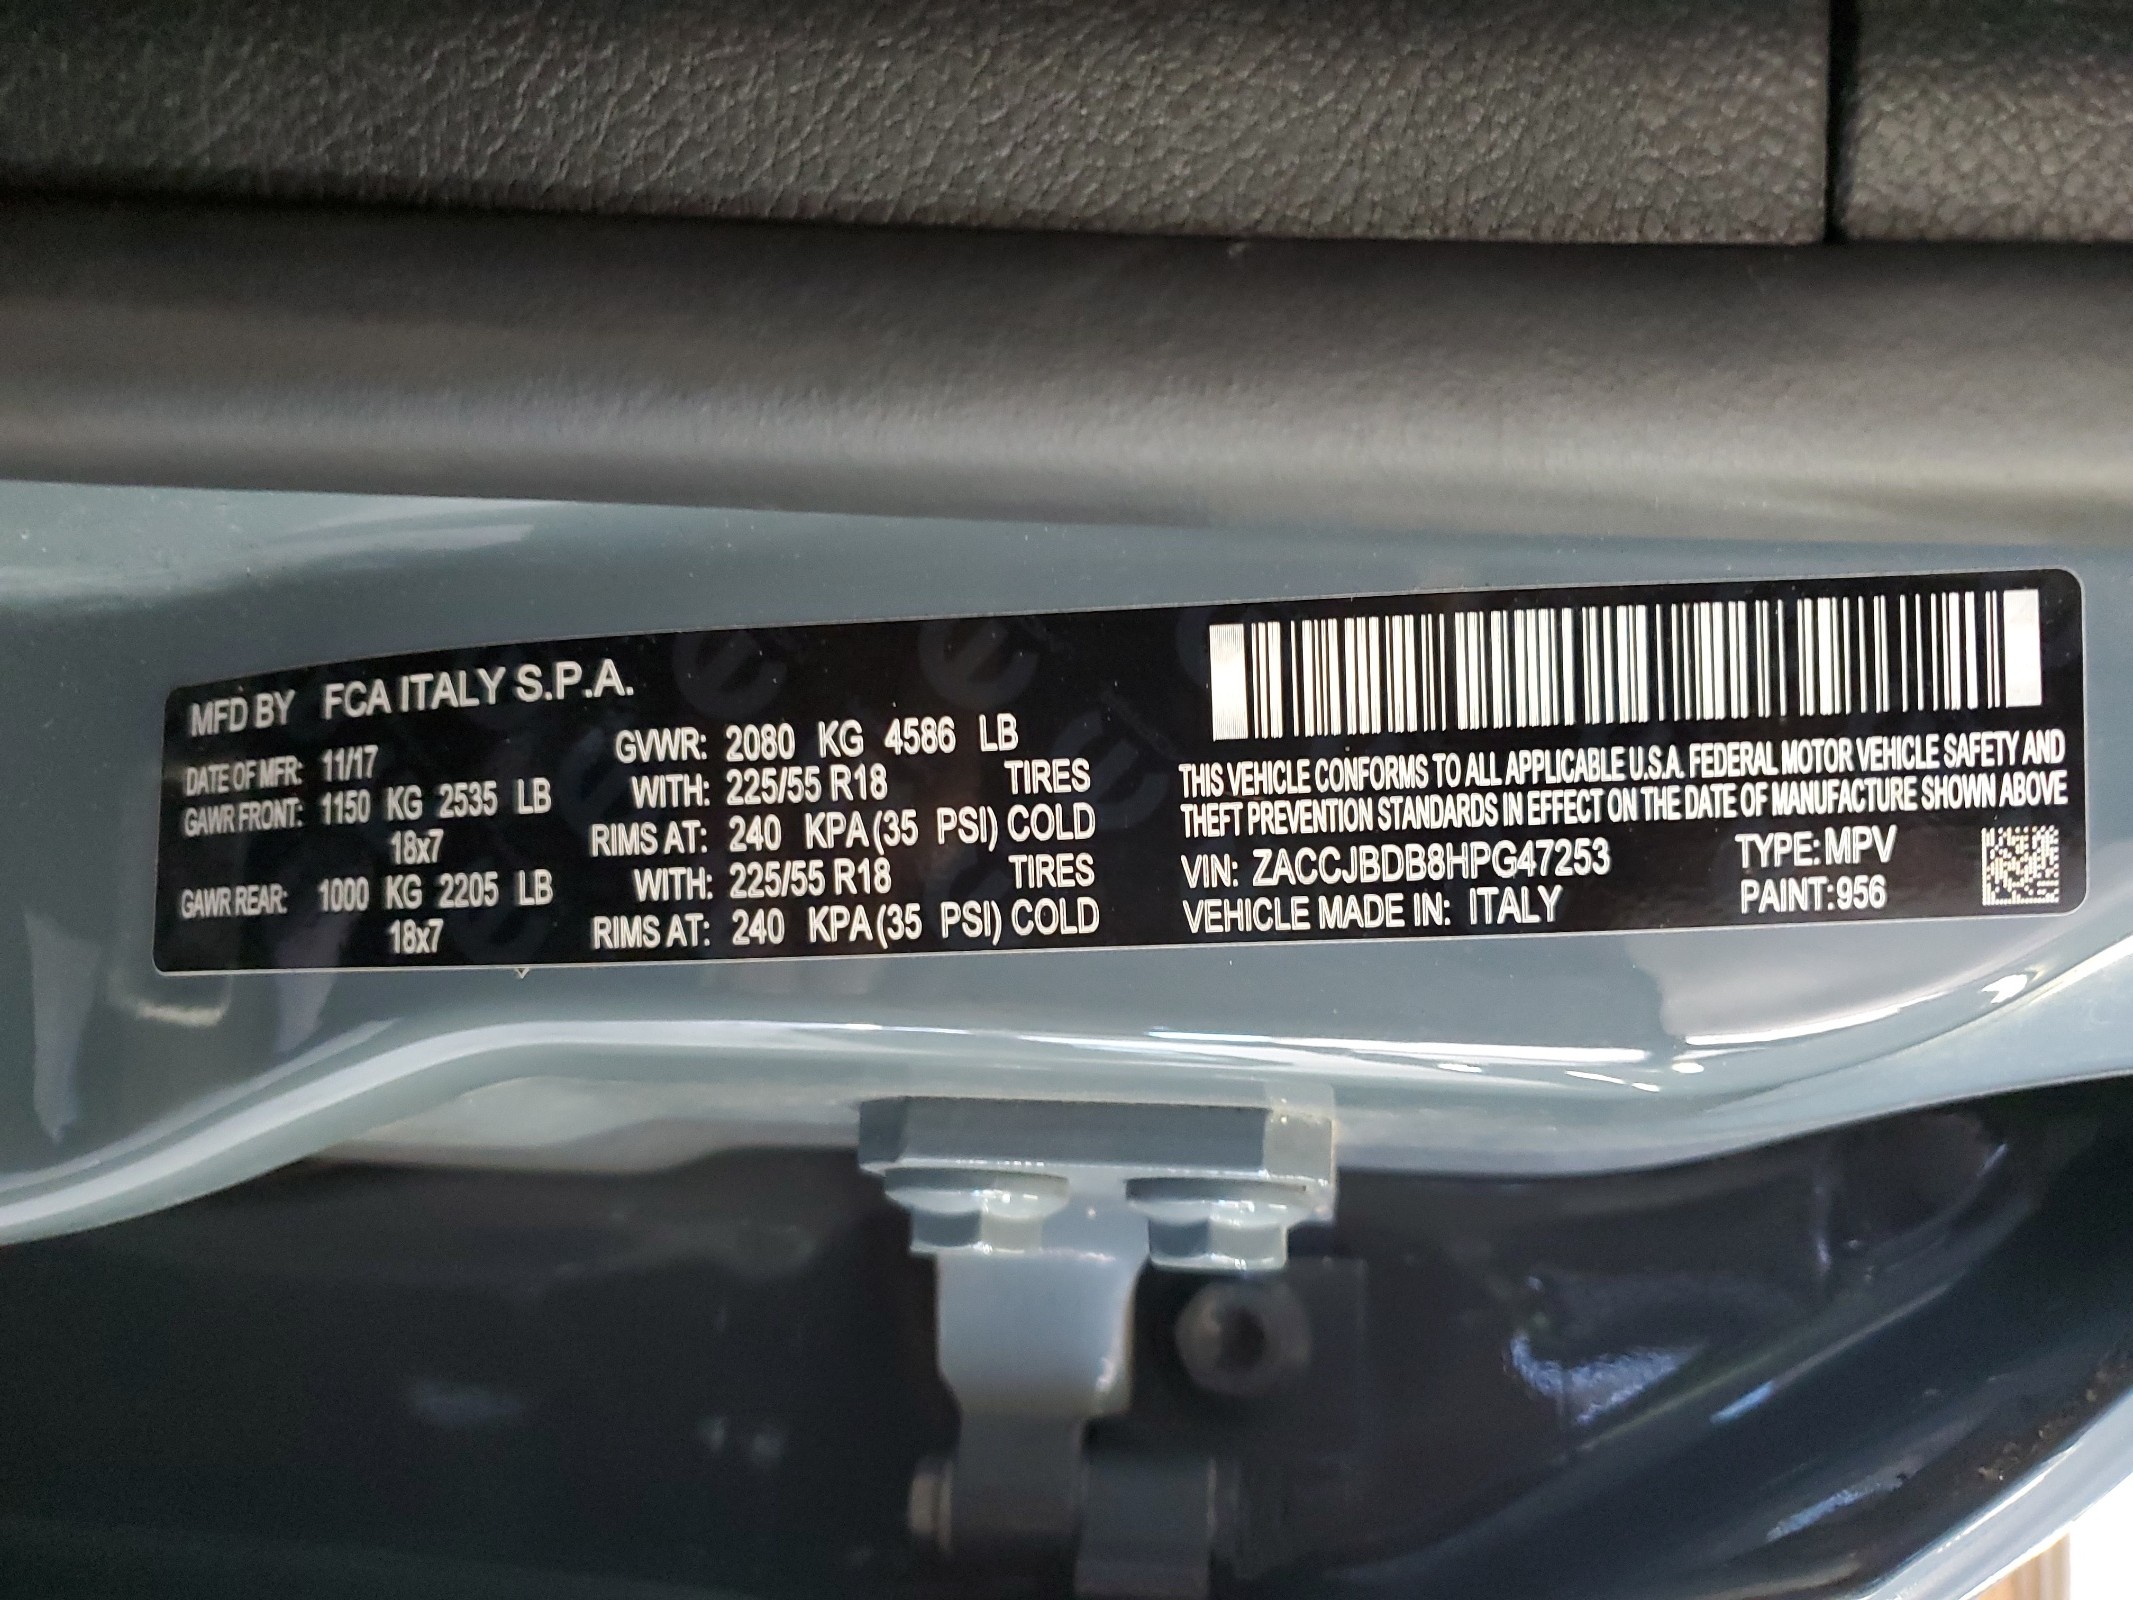 MFD BY FCA ITALY S.P.A.
DATE OF MFR: 11/17 GVWR: 2080 KG 4586 LB
GAWR FRONT: 1150 KG 2535 LB WITH: 225/55 R18 TIRES
18x7 RIMS AT: 240 KPA (35 PSI) COLD
GAWR REAR: 1000 KG 2205 LB WITH: 225/55 R18 TIRES
18x7 RIMS AT: 240 KPA (35 PSI) COLD
THIS VEHICLE CONFORMS TO ALL APPLICABLE U.S.A. FEDERAL MOTOR VEHICLE SAFETY AND
THEFT PREVENTION STANDARDS IN EFFECT ON THE DATE OF MANUFACTURE SHOWN ABOVE
VIN: ZACCJBDB8HPG47253 TYPE: MPV
VEHICLE MADE IN: ITALY PAINT: 956